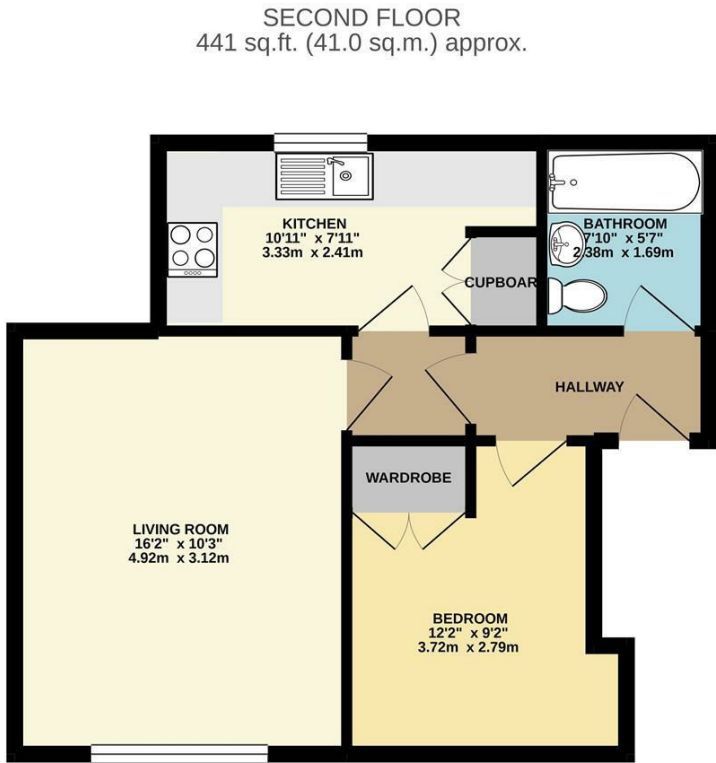 SECOND FLOOR
441 sq.ft. (41.0 sq.m.) approx.
KITCHEN
10'11" x 7'11"
3.33m x 2.41m
BATHROOM
7'10" x 5'7"
2.38m x 1.69m
CUPBOAR
HALLWAY
WARDROBE
LIVING ROOM
16'2" x 10'3"
4.92m x 3.12m
BEDROOM
12'2" x 9'2"
3.72m x 2.79m